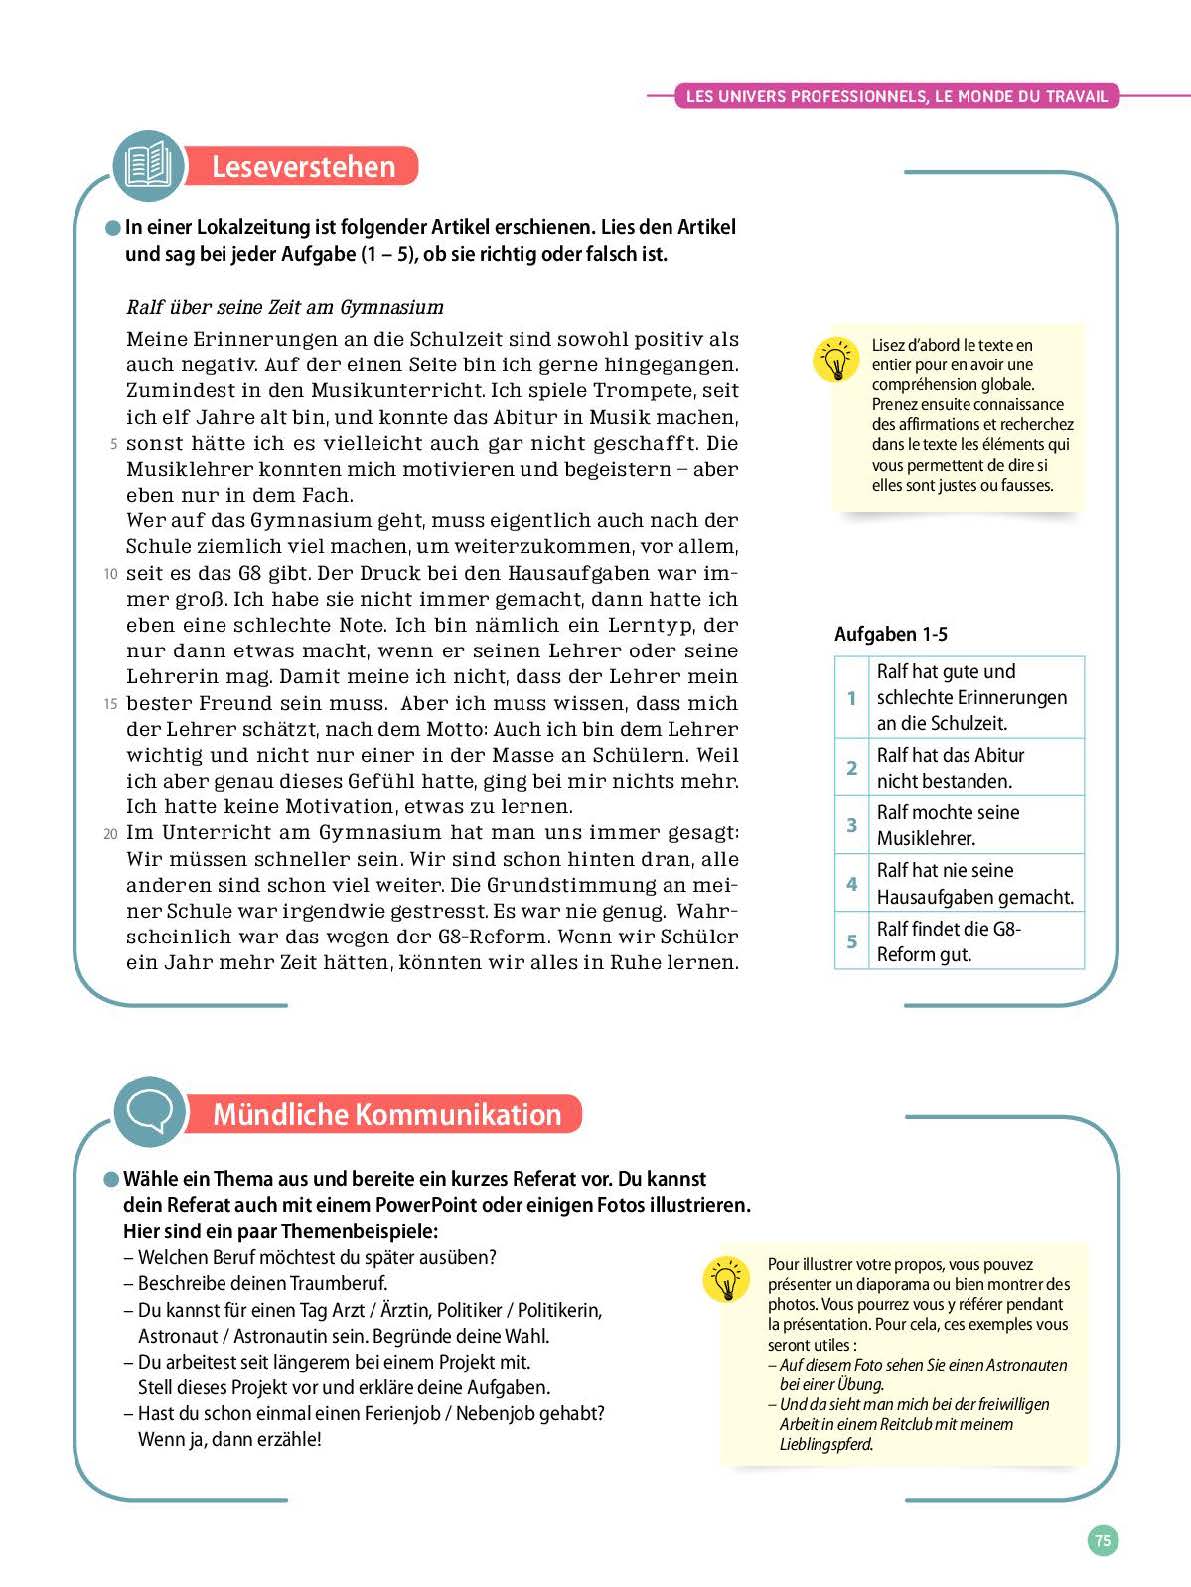 LES UNIVERS PROFESSIONNELS, LE MONDE DU TRAVAIL
Leseverstehen
In einer Lokalzeitung ist folgender Artikel erschienen. Lies den Artikel
und sag bei jeder Aufgabe (1 – 5), ob sie richtig oder falsch ist.
Ralf über seine Zeit am Gymnasium
Meine Erinnerungen an die Schulzeit sind sowohl positiv als
auch negativ. Auf der einen Seite bin ich gerne hingegangen.
Zumindest in den Musikunterricht. Ich spiele Trompete, seit
ich elf Jahre alt bin, und konnte das Abitur in Musik machen,
5 sonst hätte ich es vielleicht auch gar nicht geschafft. Die
Musiklehrer konnten mich motivieren und begeistern – aber
eben nur in dem Fach.
Wer auf das Gymnasium geht, muss eigentlich auch nach der
Schule ziemlich viel machen, um weiterzukommen, vor allem,
10 seit es das G8 gibt. Der Druck bei den Hausaufgaben war im-
mer groß. Ich habe sie nicht immer gemacht, dann hatte ich
eben eine schlechte Note. Ich bin nämlich ein Lerntyp, der
nur dann etwas macht, wenn er seinen Lehrer oder seine
Lehrerin mag. Damit meine ich nicht, dass der Lehrer mein
15 bester Freund sein muss. Aber ich muss wissen, dass mich
der Lehrer schätzt, nach dem Motto: Auch ich bin dem Lehrer
wichtig und nicht nur einer in der Masse an Schülern. Weil
ich aber genau dieses Gefühl hatte, ging bei mir nichts mehr.
Ich hatte keine Motivation, etwas zu lernen.
20 Im Unterricht am Gymnasium hat man uns immer gesagt:
Wir müssen schneller sein. Wir sind schon hinten dran, alle
anderen sind schon viel weiter. Die Grundstimmung an mei-
ner Schule war irgendwie gestresst. Es war nie genug. Wahr-
scheinlich war das wegen der G8-Reform. Wenn wir Schüler
ein Jahr mehr Zeit hätten, könnten wir alles in Ruhe lernen.
Lisez d'abord le texte en
entier pour en avoir une
compréhension globale.
Prenez ensuite connaissance
des affirmations et recherchez
dans le texte les éléments qui
vous permettent de dire si
elles sont justes ou fausses.
Aufgaben 1-5
1 Ralf hat gute und
schlechte Erinnerungen
an die Schulzeit.
2 Ralf hat das Abitur
nicht bestanden.
3 Ralf mochte seine
Musiklehrer.
4 Ralf hat nie seine
Hausaufgaben gemacht.
5 Ralf findet die G8-
Reform gut.
Mündliche Kommunikation
Wähle ein Thema aus und bereite ein kurzes Referat vor. Du kannst
dein Referat auch mit einem PowerPoint oder einigen Fotos illustrieren.
Hier sind ein paar Themenbeispiele:
– Welchen Beruf möchtest du später ausüben?
– Beschreibe deinen Traumberuf.
– Du kannst für einen Tag Arzt / Ärztin, Politiker / Politikerin,
Astronaut / Astronautin sein. Begründe deine Wahl.
– Du arbeitest seit längerem bei einem Projekt mit.
Stell dieses Projekt vor und erkläre deine Aufgaben.
– Hast du schon einmal einen Ferienjob / Nebenjob gehabt?
Wenn ja, dann erzähle!
Pour illustrer votre propos, vous pouvez
présenter un diaporama ou bien montrer des
photos. Vous pourrez vous y référer pendant
la présentation. Pour cela, ces exemples vous
seront utiles :
– Auf diesem Foto sehen Sie einen Astronauten
bei einer Übung.
– Und da sieht man mich bei der freiwilligen
Arbeit in einem Reitclub mit meinem
Lieblingspferd.
75